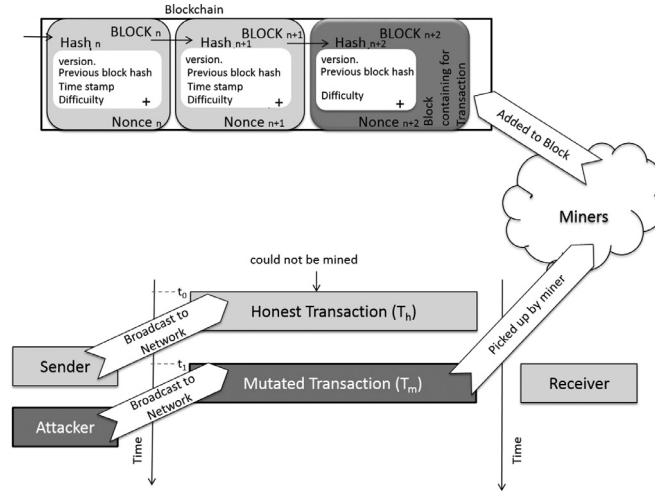 Blockchain
BLOCK n
Hash n
version.
Previous block hash
Time stamp
Difficuilty +
Nonce n
BLOCK n+1
Hash n+1
version.
Previous block hash
Time stamp
Difficulty +
Nonce n+1
BLOCK n+2
Hash n+2
version.
Previous block hash
Difficulty +
Nonce n+2
Block
containing for
Transaction
Added to Block
Miners
could not be mined
t0
Honest Transaction (Th)
Broadcast to
Network
Sender
Picked up by miner
t1
Mutated Transaction (Tm)
Broadcast to
Network
Attacker
Receiver
Time
Time